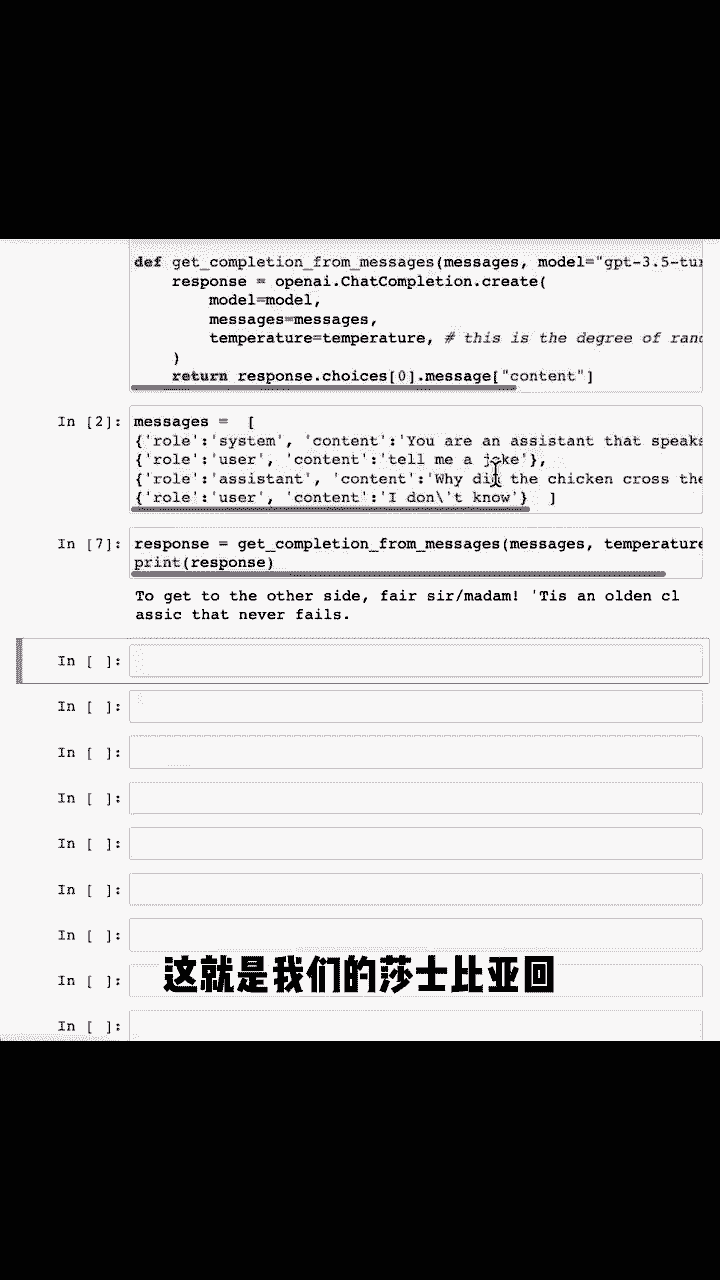 def get_completion_from_messages(messages, model="gpt-3.5-tu
response = openai.ChatCompletion.create(
model=model,
messages=messages,
temperature=temperature, # this is the degree of ran
)
return response.choices[0].message["content"]
In [2]: messages = [
{'role':'system', 'content':'You are an assistant that speaks
{'role':'user', 'content':'tell me a joke'},
{'role':'assistant', 'content':'Why did the chicken cross the
{'role':'user', 'content':'I don\'t know'} ]
In [7]: response = get_completion_from_messages(messages, temperature
print(response)
To get to the other side, fair sir/madam! 'Tis an olden cl
assic that never fails.
In [ ]:
In [ ]:
In [ ]:
In [ ]:
In [ ]:
In [ ]:
In [ ]:
In [ ]:
这就是我们的莎士比亚回
In [ ]: